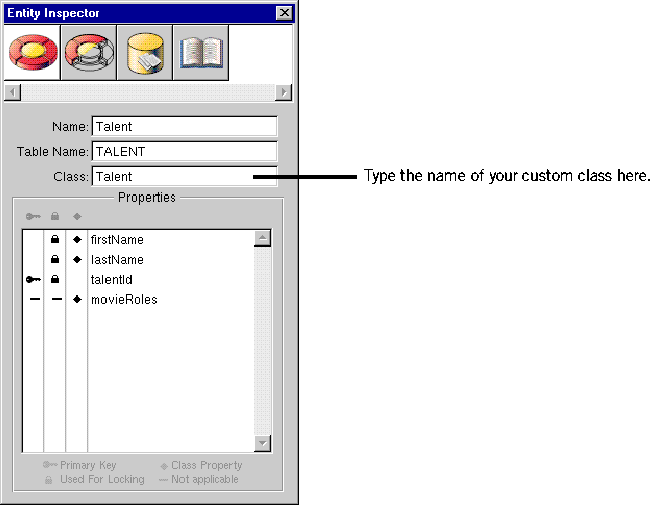 Entity Inspector
Name: Talent
Table Name: TALENT
Class: Talent
Type the name of your custom class here.
Properties
firstName
lastName
talentId
movieRoles
Primary Key Class Property
Used For Locking Not applicable